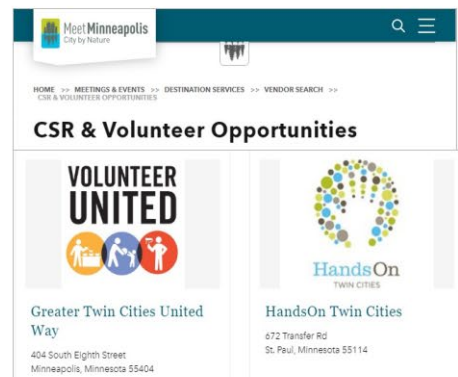 Meet Minneapolis
City by Nature
HOME >> MEETINGS & EVENTS >> DESTINATION SERVICES >> VENDOR SEARCH >>
CSR & VOLUNTEER OPPORTUNITIES
CSR & Volunteer Opportunities
VOLUNTEER
UNITED
Greater Twin Cities United
Way
404 South Eighth Street
Minneapolis, Minnesota 55404
HandsOn
TWIN CITIES
HandsOn Twin Cities
672 Transfer Rd
St. Paul, Minnesota 55114